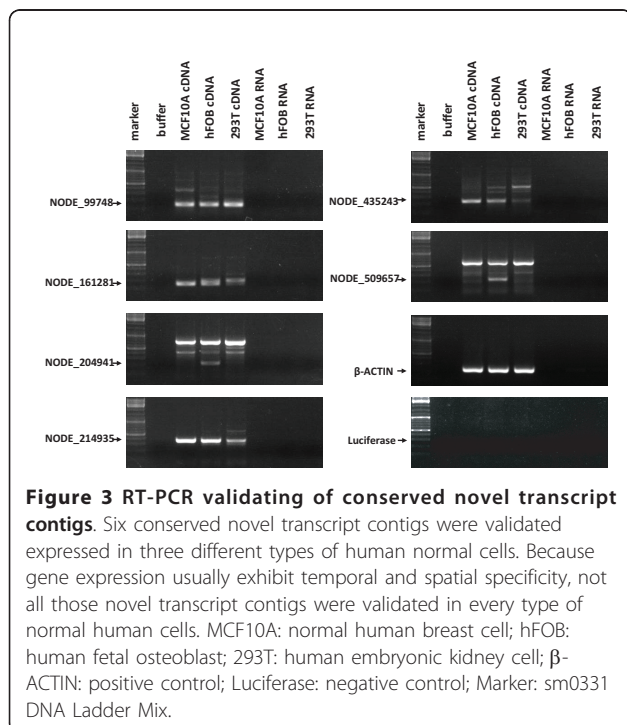 marker
buffer
MCF10A cDNA
hFOB cDNA
293T cDNA
MCF10A RNA
hFOB RNA
293T RNA
NODE_99748
NODE_161281
NODE_204941
NODE_214935
marker
buffer
MCF10A cDNA
hFOB cDNA
293T cDNA
MCF10A RNA
hFOB RNA
293T RNA
NODE_435243
NODE_509657
β-ACTIN
Luciferase
Figure 3 RT-PCR validating of conserved novel transcript
contigs. Six conserved novel transcript contigs were validated
expressed in three different types of human normal cells. Because
gene expression usually exhibit temporal and spatial specificity, not
all those novel transcript contigs were validated in every type of
normal human cells. MCF10A: normal human breast cell; hFOB:
human fetal osteoblast; 293T: human embryonic kidney cell; β-
ACTIN: positive control; Luciferase: negative control; Marker: sm0331
DNA Ladder Mix.